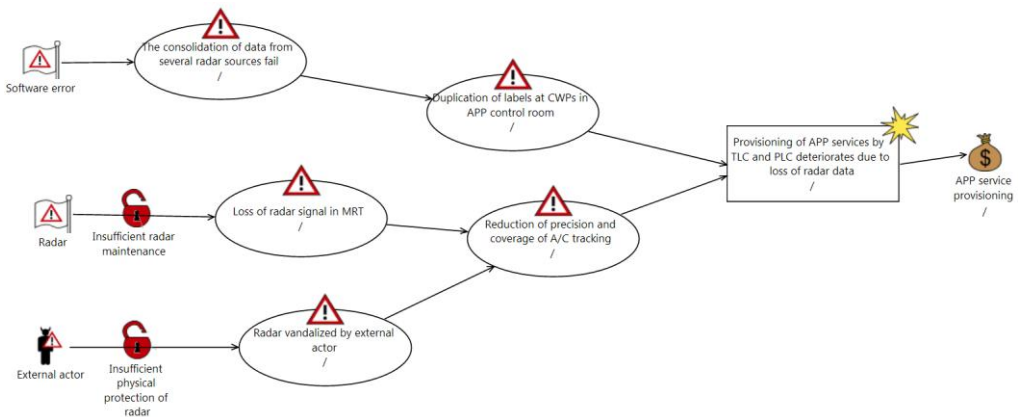 The consolidation of data from
several radar sources fail
/
Software error
Duplication of labels at CWPs in
APP control room
/
Provisioning of APP services by
TLC and PLC deteriorates due to
loss of radar data
/
$
APP service
provisioning
/
Loss of radar signal in MRT
/
Radar
Insufficient radar
maintenance
Reduction of precision and
coverage of A/C tracking
/
Radar vandalized by external
actor
/
External actor
Insufficient
physical
protection of
radar